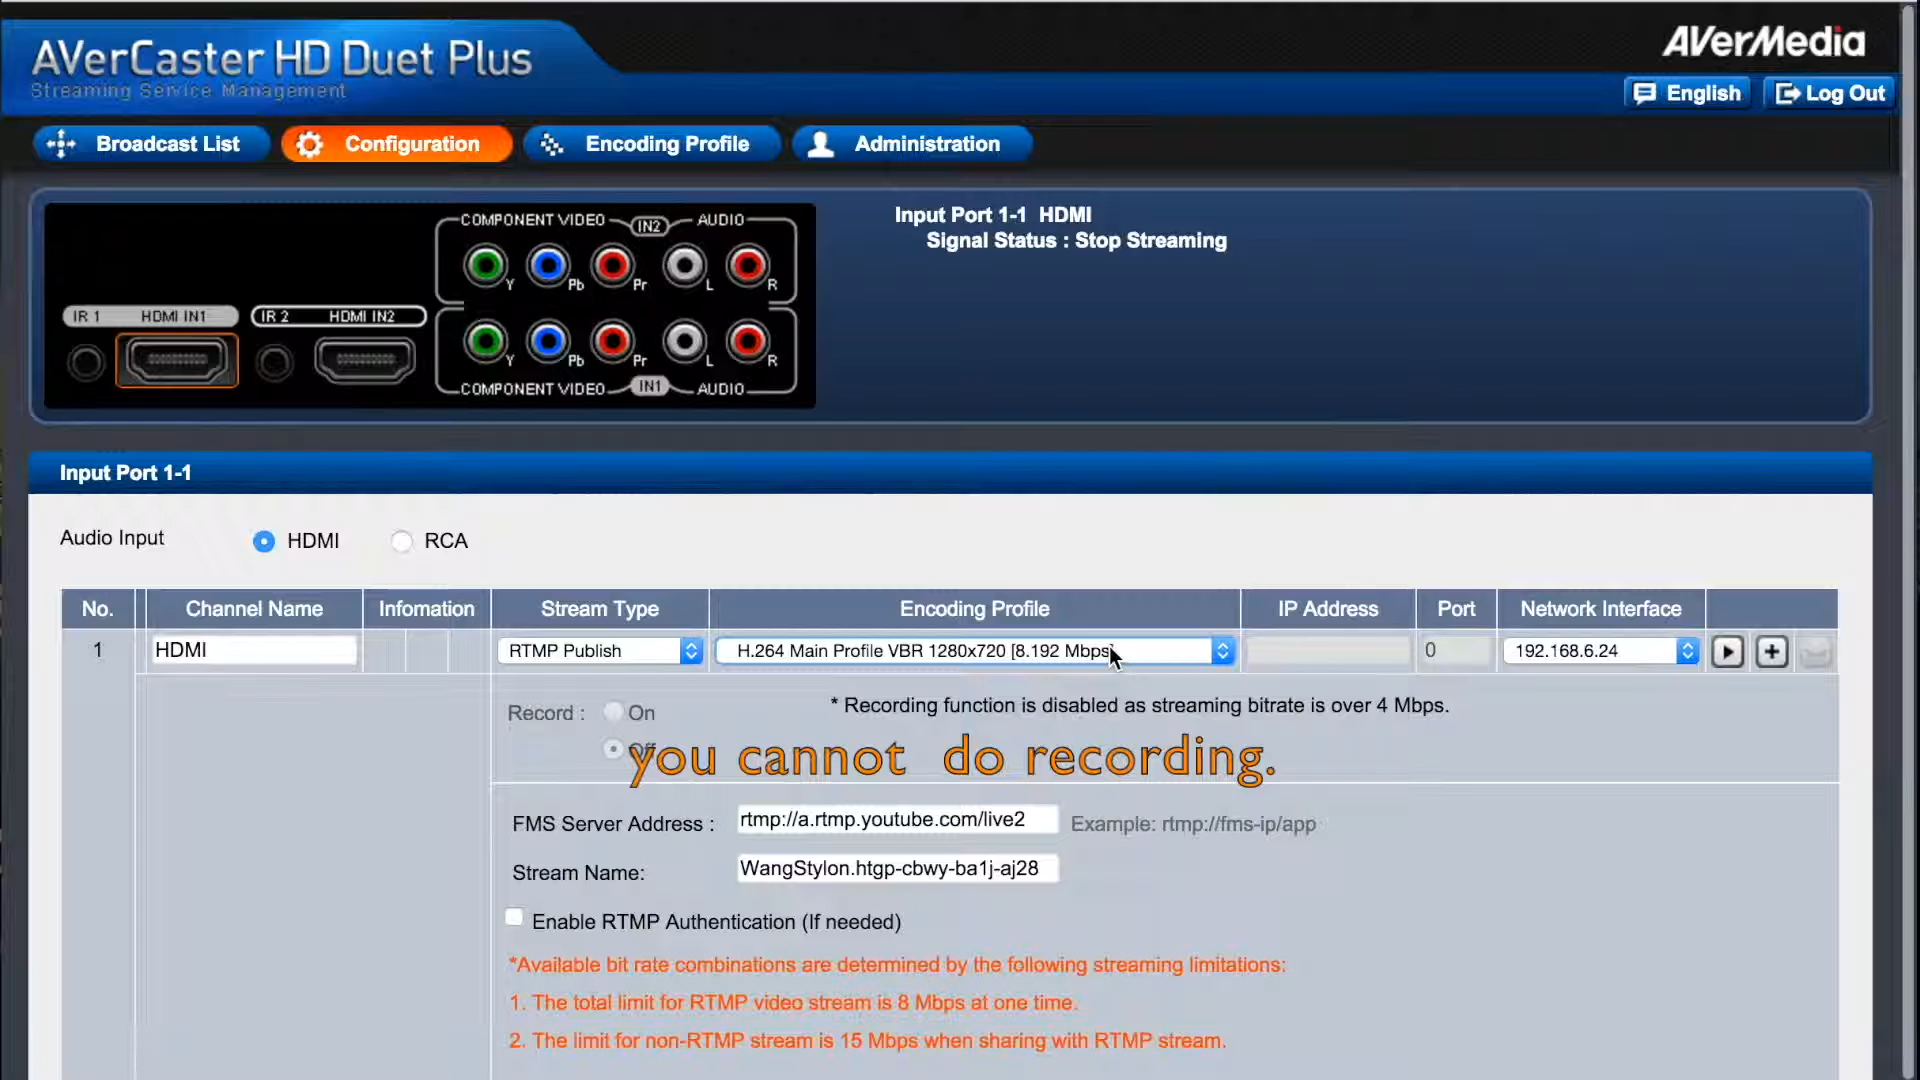 AVerCaster HD Duet Plus
Streaming Service Management
AVerMedia
English
Log Out
Broadcast List
Configuration
Encoding Profile
Administration
COMPONENT VIDEO IN2 AUDIO
Y Pb Pr L R
IR 1 HDMI IN1 IR 2 HDMI IN2
Y Pb Pr L R
COMPONENT VIDEO IN1 AUDIO
Input Port 1-1 HDMI
Signal Status : Stop Streaming
Input Port 1-1
Audio Input HDMI RCA
No. Channel Name Infomation Stream Type Encoding Profile IP Address Port Network Interface
1 HDMI RTMP Publish H.264 Main Profile VBR 1280x720 [8.192 Mbps] 0 192.168.6.24
Record : On * Recording function is disabled as streaming bitrate is over 4 Mbps.
Off
you cannot do recording.
FMS Server Address : rtmp://a.rtmp.youtube.com/live2 Example: rtmp://fms-ip/app
Stream Name: WangStylon.htgp-cbwy-ba1j-aj28
Enable RTMP Authentication (If needed)
*Available bit rate combinations are determined by the following streaming limitations:
1. The total limit for RTMP video stream is 8 Mbps at one time.
2. The limit for non-RTMP stream is 15 Mbps when sharing with RTMP stream.